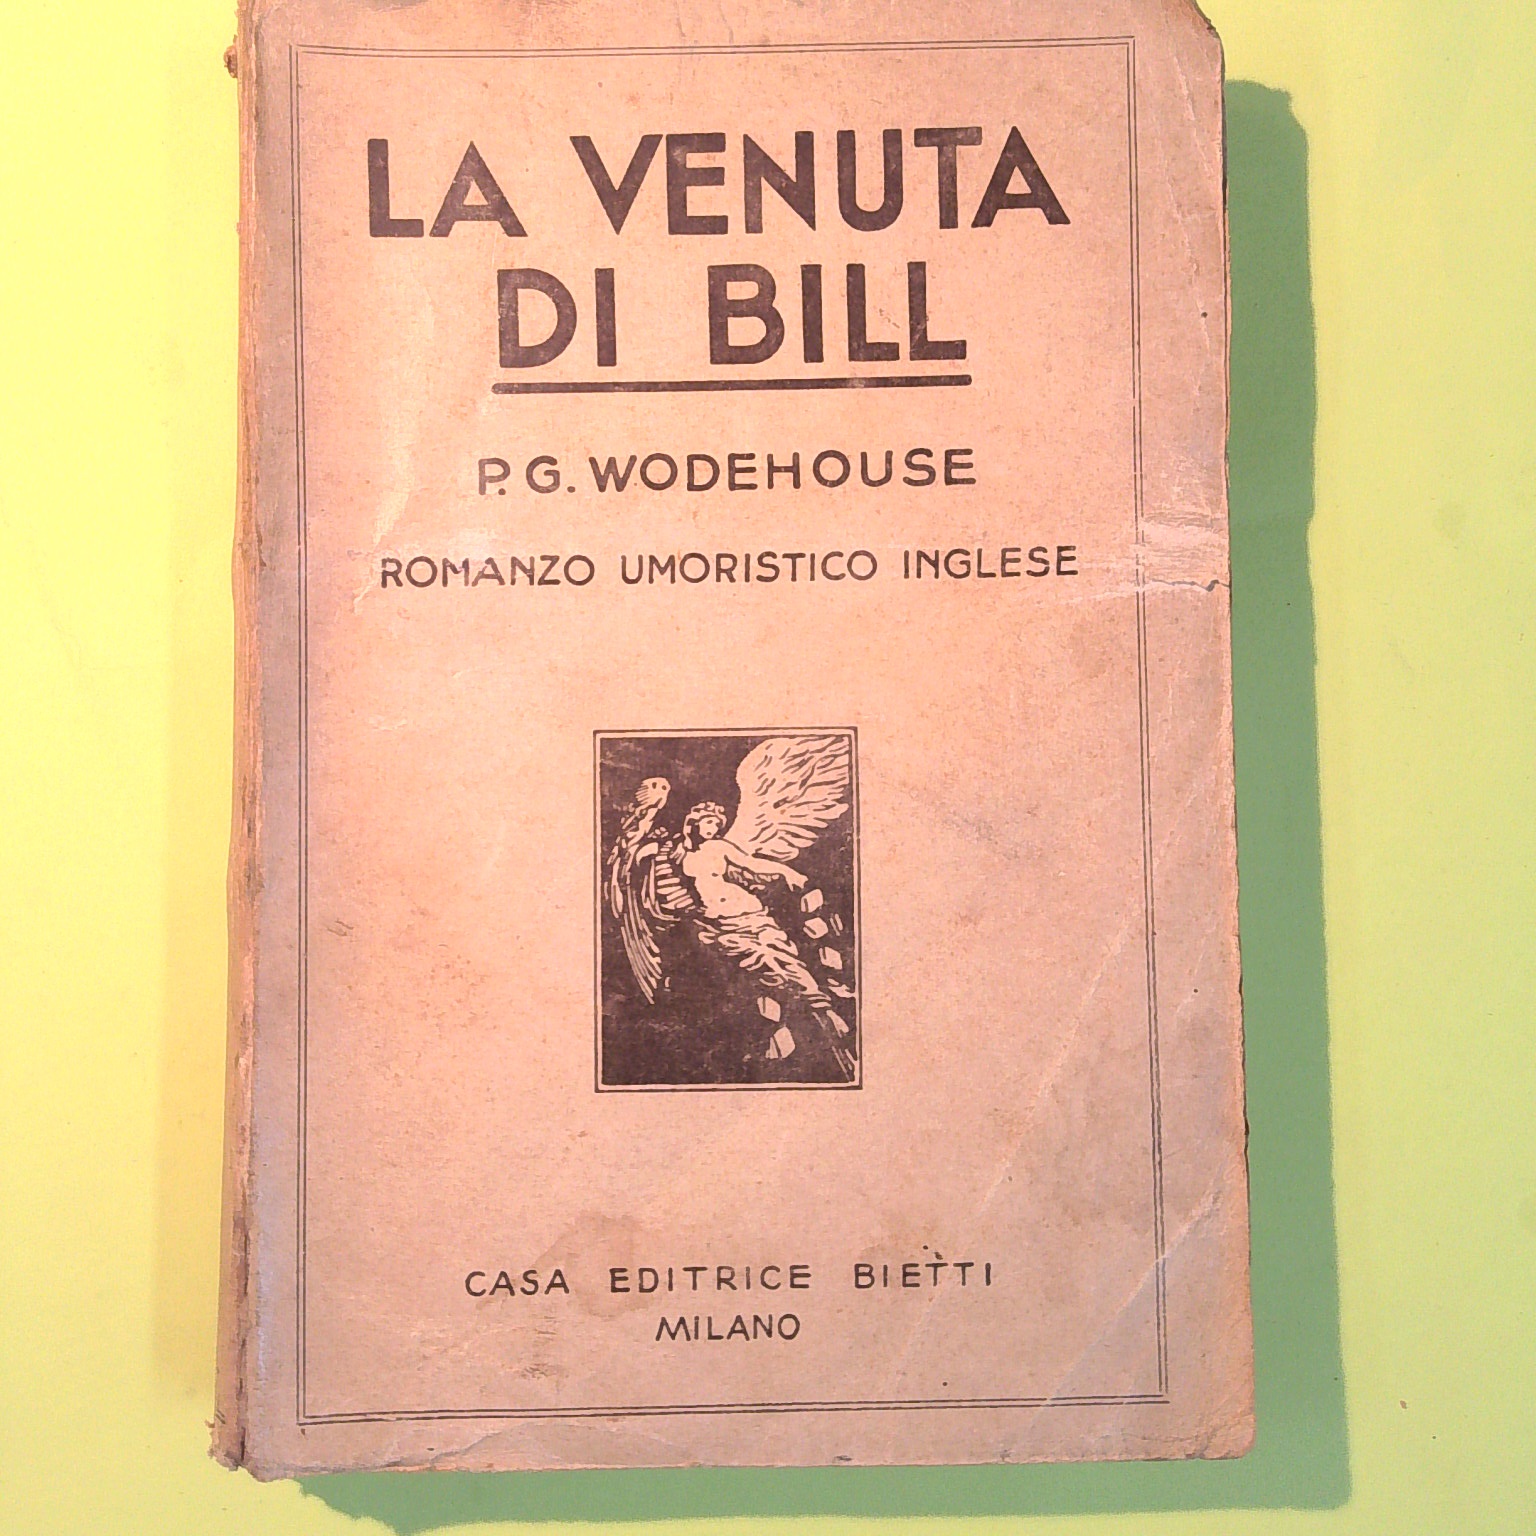 LA VENUTA
DI BILL
P. G. WODEHOUSE
ROMANZO UMORISTICO INGLESE
CASA EDITRICE BIETTI
MILANO